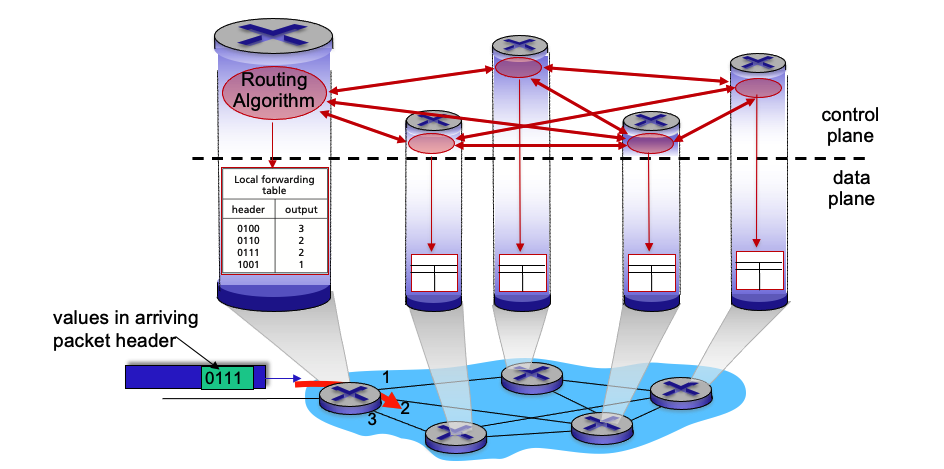 Routing
Algorithm
control
plane
data
plane
Local forwarding
table
header output
0100 3
0110 2
0111 2
1001 1
values in arriving
packet header
0111
1
2
3